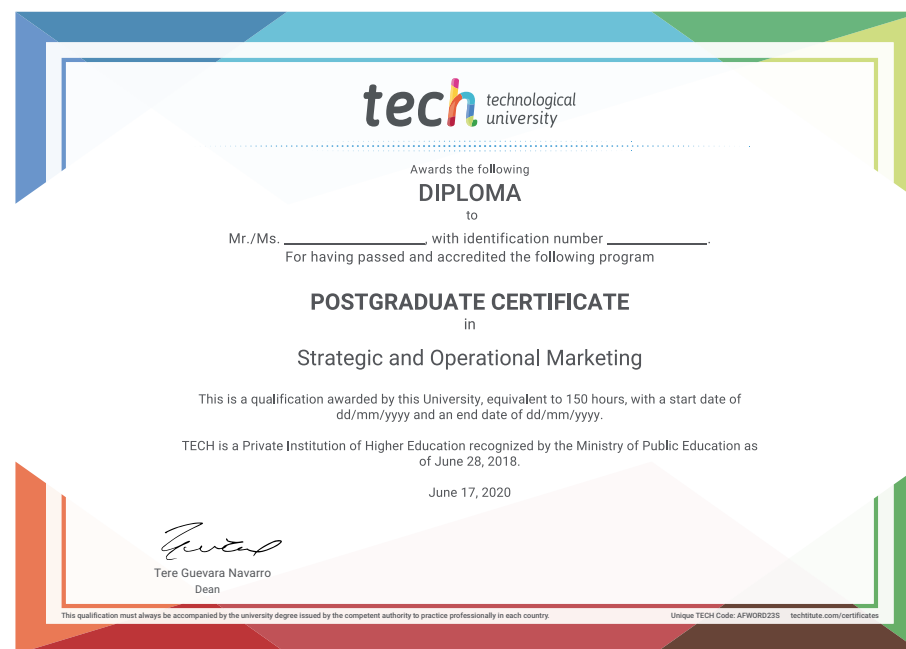 tech technological
university
Awards the following
DIPLOMA
to
Mr./Ms. ____________________, with identification number ______________.
For having passed and accredited the following program
POSTGRADUATE CERTIFICATE
in
Strategic and Operational Marketing
This is a qualification awarded by this University, equivalent to 150 hours, with a start date of
dd/mm/yyyy and an end date of dd/mm/yyyy.
TECH is a Private Institution of Higher Education recognized by the Ministry of Public Education as
of June 28, 2018.
June 17, 2020
Tere Guevara Navarro
Dean
This qualification must always be accompanied by the university degree issued by the competent authority to practice professionally in each country. Unique TECH Code: AFWORD23S techtitute.com/certificates